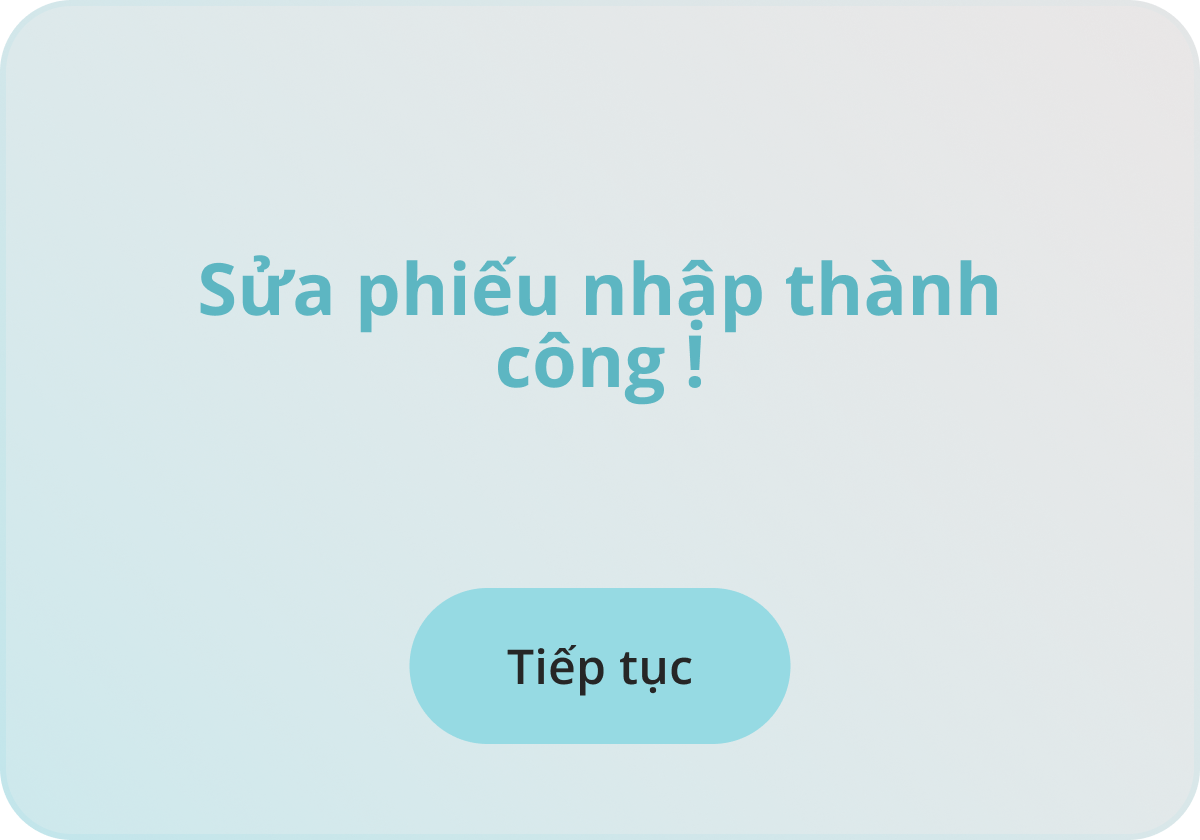 Sửa phiếu nhập thành
công !
Tiếp tục